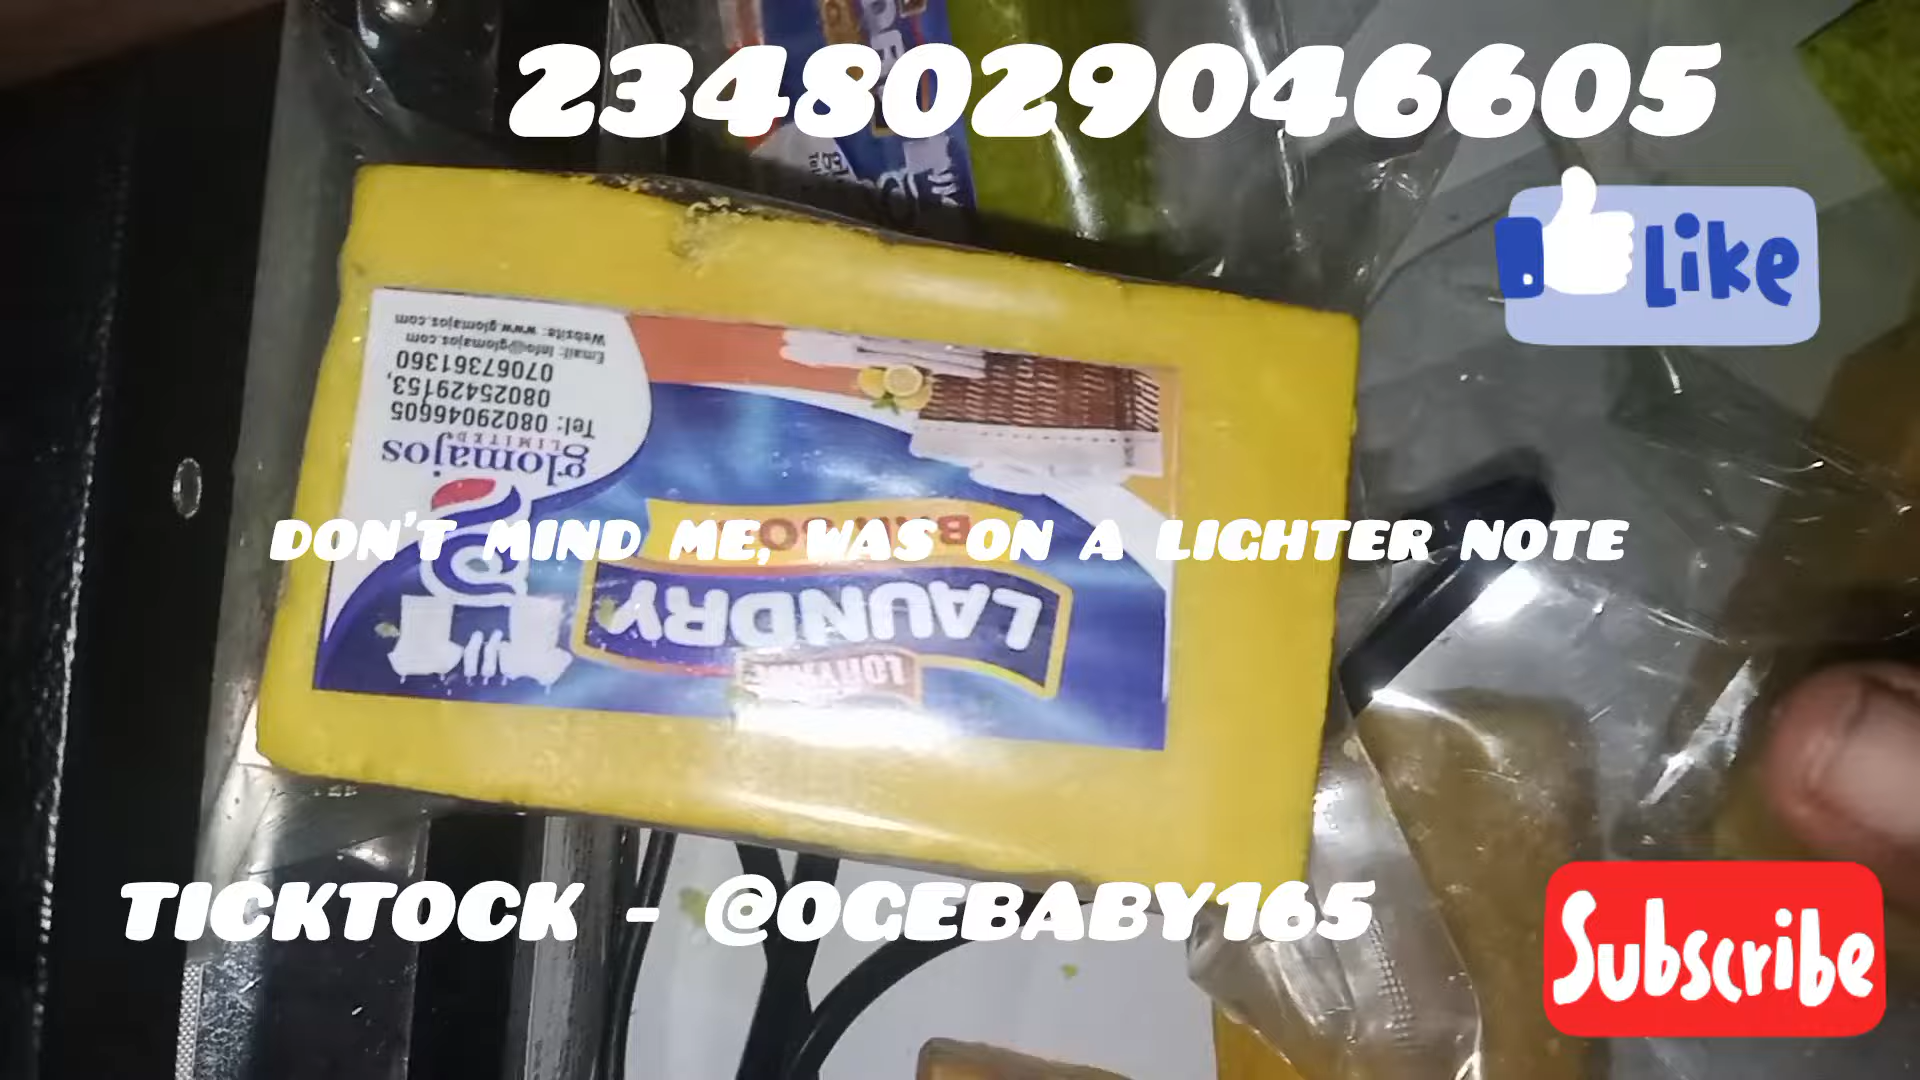 2348029046605
Like
Website: www.glomajos.com
Email: info@glomajos.com
07067361360
08025429153,
Tel: 08029046605
LIMITED
glomajos
DON'T MIND ME, WAS ON A LIGHTER NOTE
LAUNDRY
TICKTOCK - @OGEBABY165
Subscribe